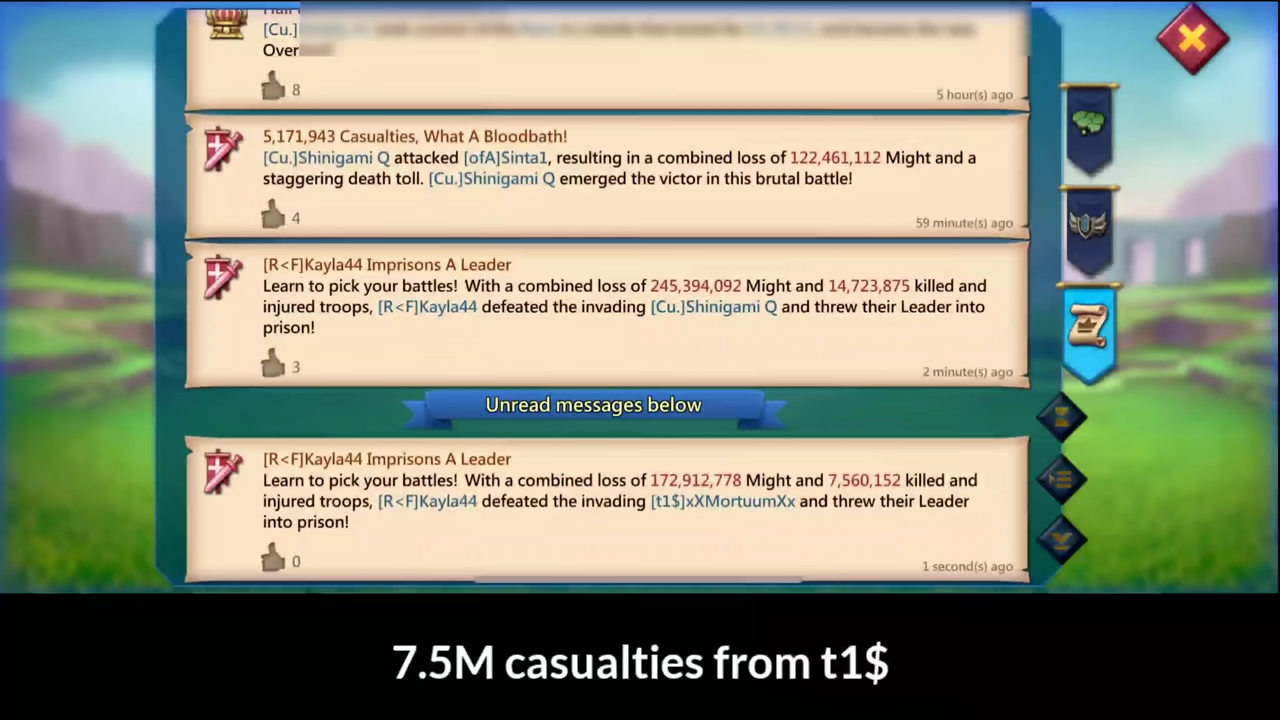 [Cu.]
Over
8
5 hour(s) ago
5,171,943 Casualties, What A Bloodbath!
[Cu.]Shinigami Q attacked [ofA]Sinta1, resulting in a combined loss of 122,461,112 Might and a
staggering death toll. [Cu.]Shinigami Q emerged the victor in this brutal battle!
4
59 minute(s) ago
[R<F]Kayla44 Imprisons A Leader
Learn to pick your battles! With a combined loss of 245,394,092 Might and 14,723,875 killed and
injured troops, [R<F]Kayla44 defeated the invading [Cu.]Shinigami Q and threw their Leader into
prison!
3
2 minute(s) ago
Unread messages below
[R<F]Kayla44 Imprisons A Leader
Learn to pick your battles! With a combined loss of 172,912,778 Might and 7,560,152 killed and
injured troops, [R<F]Kayla44 defeated the invading [t1$]xXMortuumXx and threw their Leader
into prison!
0
1 second(s) ago
7.5M casualties from t1$